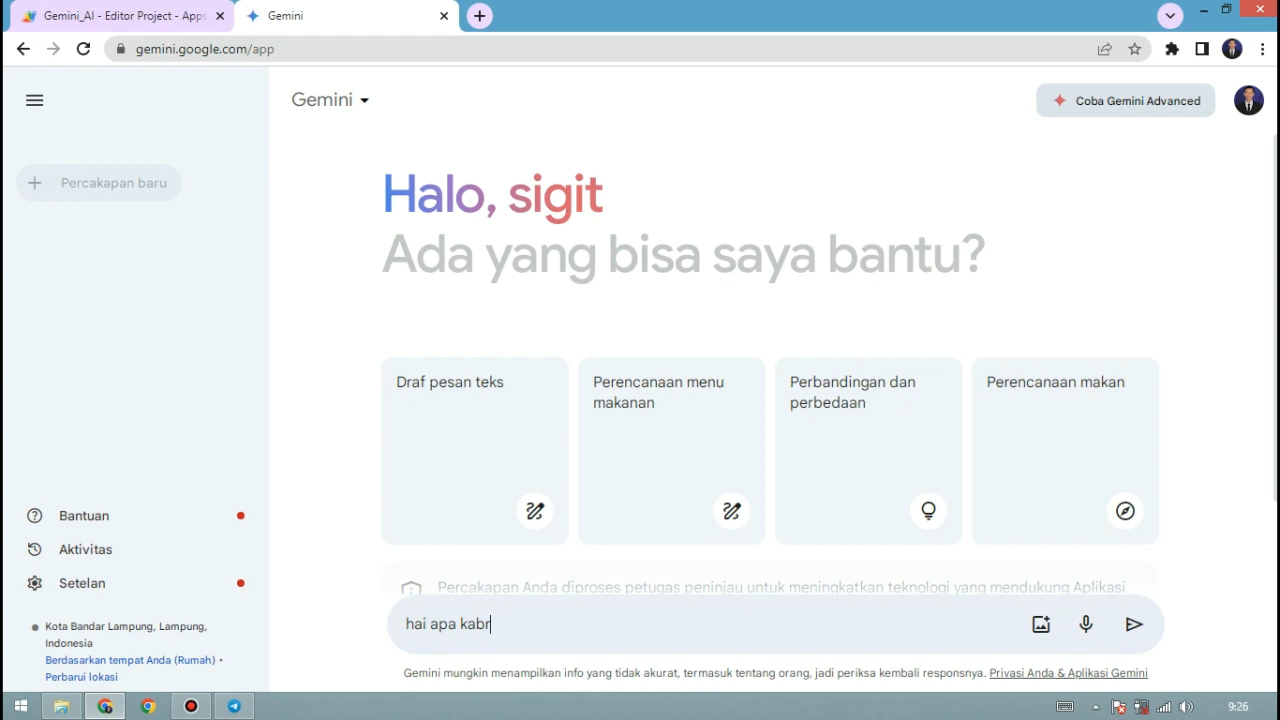 Gemini_AI - Editor Project - Apps
Gemini
gemini.google.com/app
Gemini
Coba Gemini Advanced
Percakapan baru
Halo, sigit
Ada yang bisa saya bantu?
Draf pesan teks
Perencanaan menu
makanan
Perbandingan dan
perbedaan
Perencanaan makan
Bantuan
Aktivitas
Setelan
Percakapan Anda diproses petugas peninjau untuk meningkatkan teknologi yang mendukung Aplikasi
hai apa kabr
Kota Bandar Lampung, Lampung,
Indonesia
Berdasarkan tempat Anda (Rumah) •
Perbarui lokasi
Gemini mungkin menampilkan info yang tidak akurat, termasuk tentang orang, jadi periksa kembali responsnya. Privasi Anda & Aplikasi Gemini
9:26